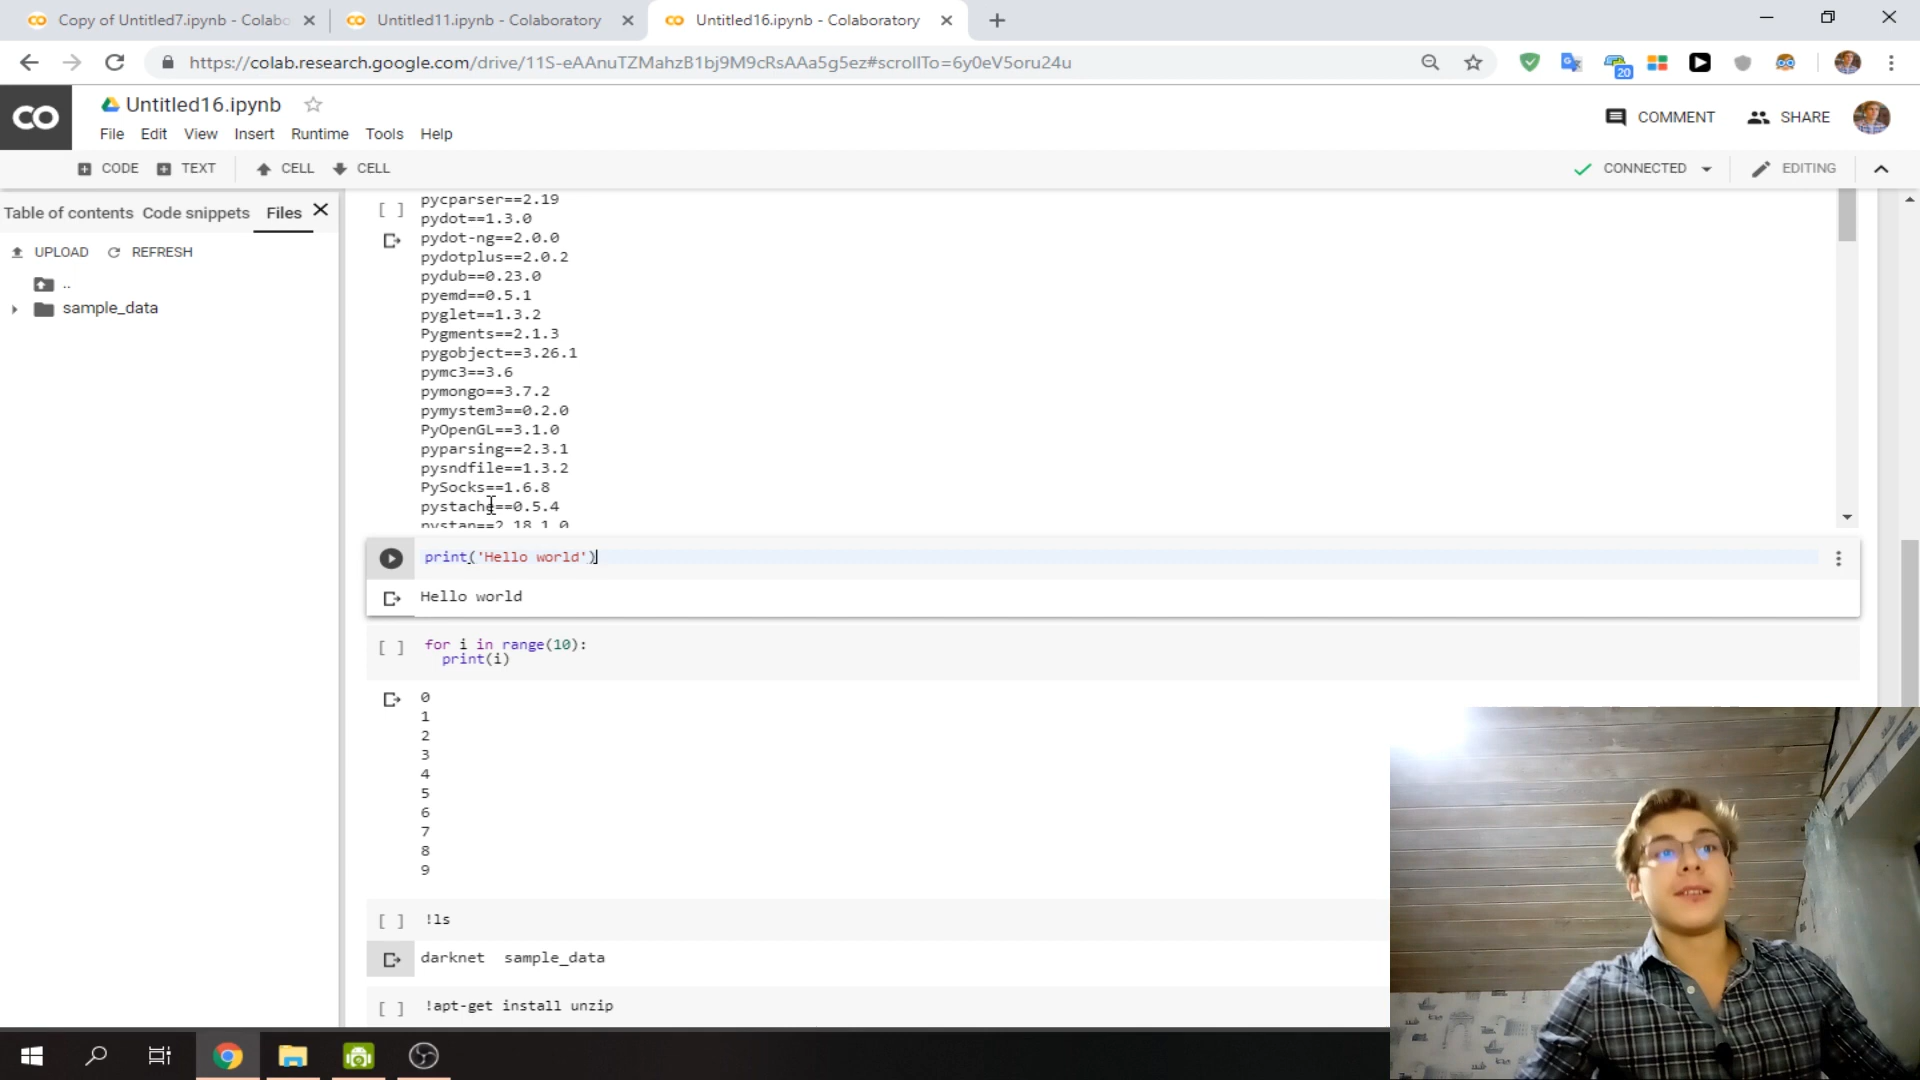 Copy of Untitled7.ipynb - Colabo
Untitled11.ipynb - Colaboratory
Untitled16.ipynb - Colaboratory
https://colab.research.google.com/drive/11S-eAAnuTZMahzB1bj9M9cRsAAa5g5ez#scrollTo=6y0eV5oru24u
20
CO
Untitled16.ipynb
COMMENT
SHARE
File Edit View Insert Runtime Tools Help
CODE TEXT CELL CELL
CONNECTED
EDITING
Table of contents Code snippets Files
UPLOAD REFRESH
..
sample_data
[ ]
pycparser==2.19
pydot==1.3.0
pydot-ng==2.0.0
pydotplus==2.0.2
pydub==0.23.0
pyemd==0.5.1
pyglet==1.3.2
Pygments==2.1.3
pygobject==3.26.1
pymc3==3.6
pymongo==3.7.2
pymystem3==0.2.0
PyOpenGL==3.1.0
pyparsing==2.3.1
pysndfile==1.3.2
PySocks==1.6.8
pystache==0.5.4
pystan==2.18.1.0
print('Hello world')
Hello world
[ ] for i in range(10):
print(i)
0
1
2
3
4
5
6
7
8
9
[ ] !ls
darknet sample_data
[ ] !apt-get install unzip